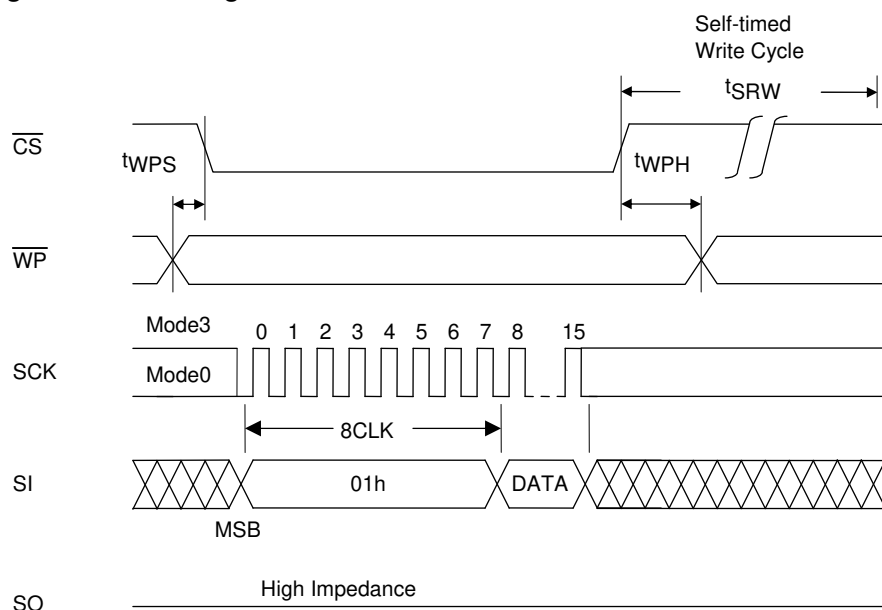 Self-timed
Write Cycle
tSRW
CS
tWPS
tWPH
WP
Mode3
0 1 2 3 4 5 6 7 8 15
SCK
Mode0
8CLK
SI
01h
DATA
MSB
High Impedance
SO